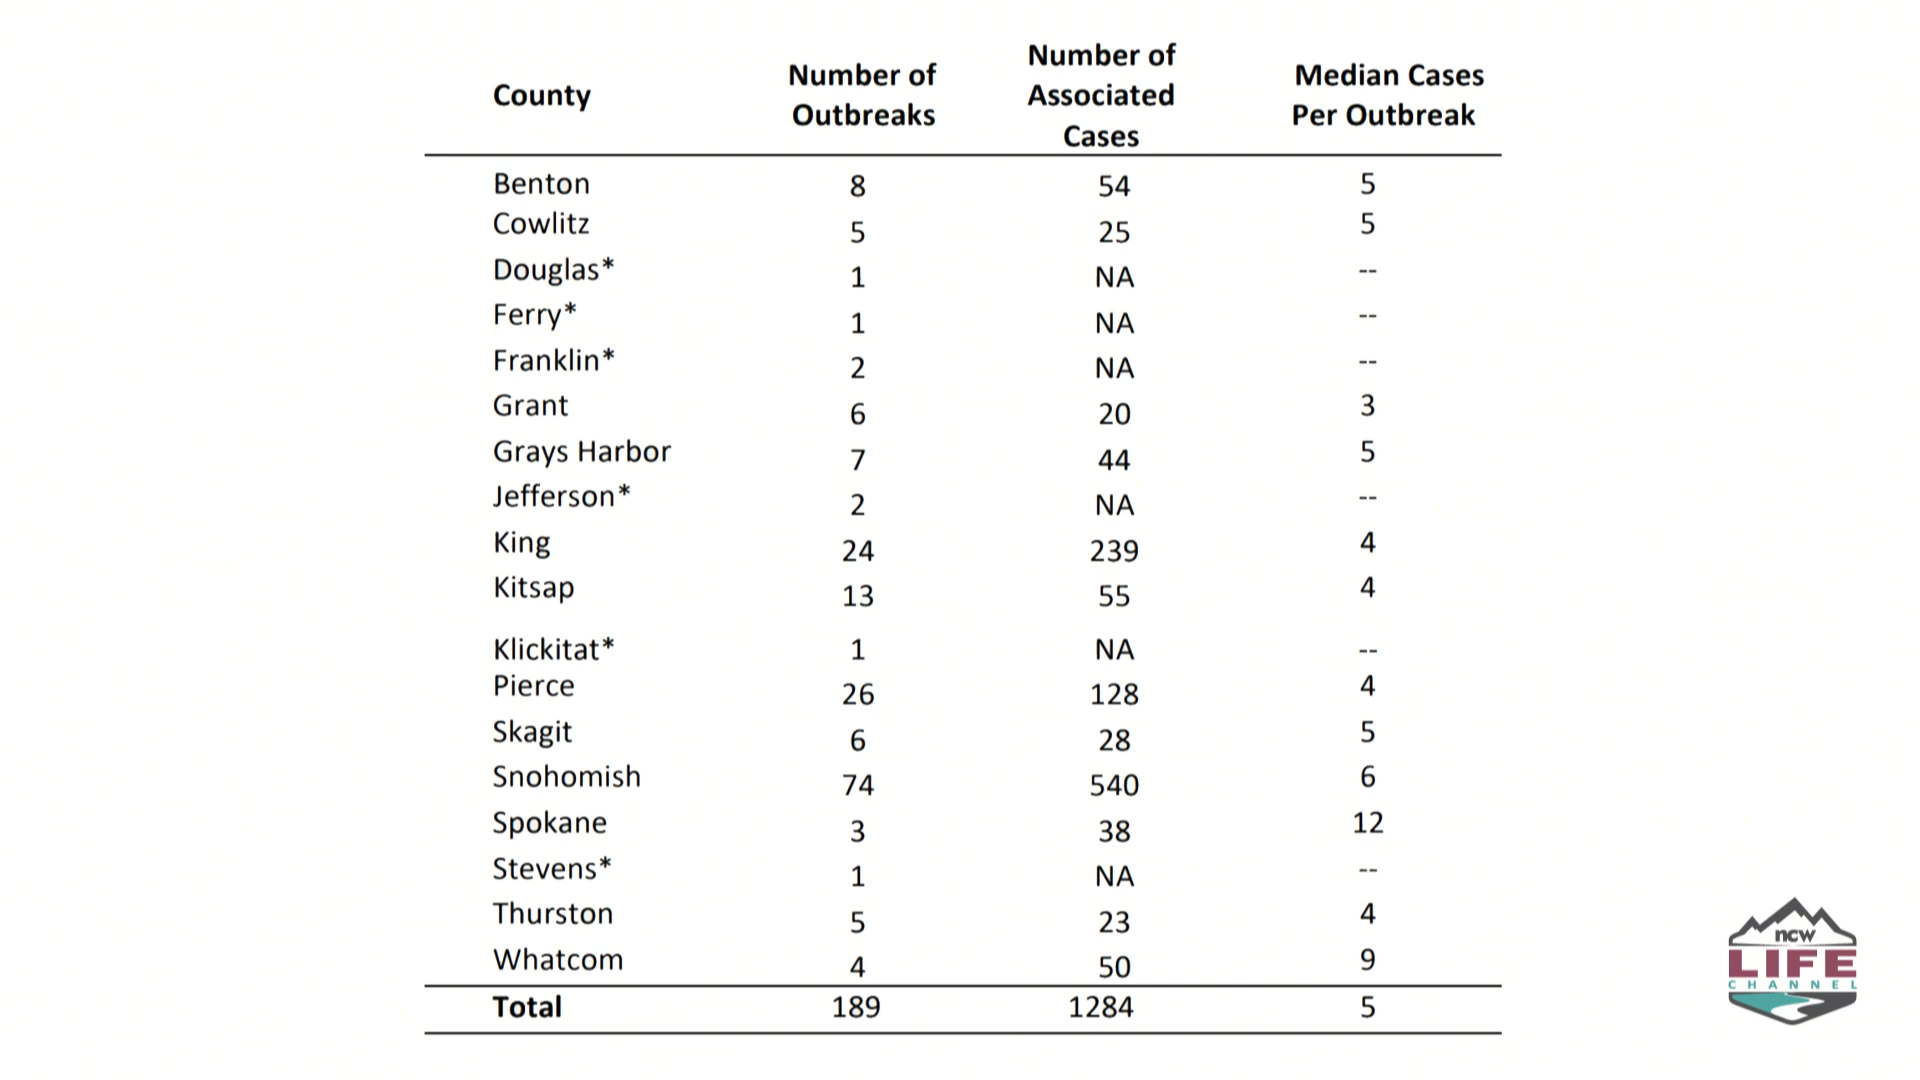 County Number of Outbreaks Number of Associated Cases Median Cases Per Outbreak
Benton 8 54 5
Cowlitz 5 25 5
Douglas* 1 NA --
Ferry* 1 NA --
Franklin* 2 NA --
Grant 6 20 3
Grays Harbor 7 44 5
Jefferson* 2 NA --
King 24 239 4
Kitsap 13 55 4
Klickitat* 1 NA --
Pierce 26 128 4
Skagit 6 28 5
Snohomish 74 540 6
Spokane 3 38 12
Stevens* 1 NA --
Thurston 5 23 4
Whatcom 4 50 9
Total 189 1284 5
ncw
LIFE
CHANNEL